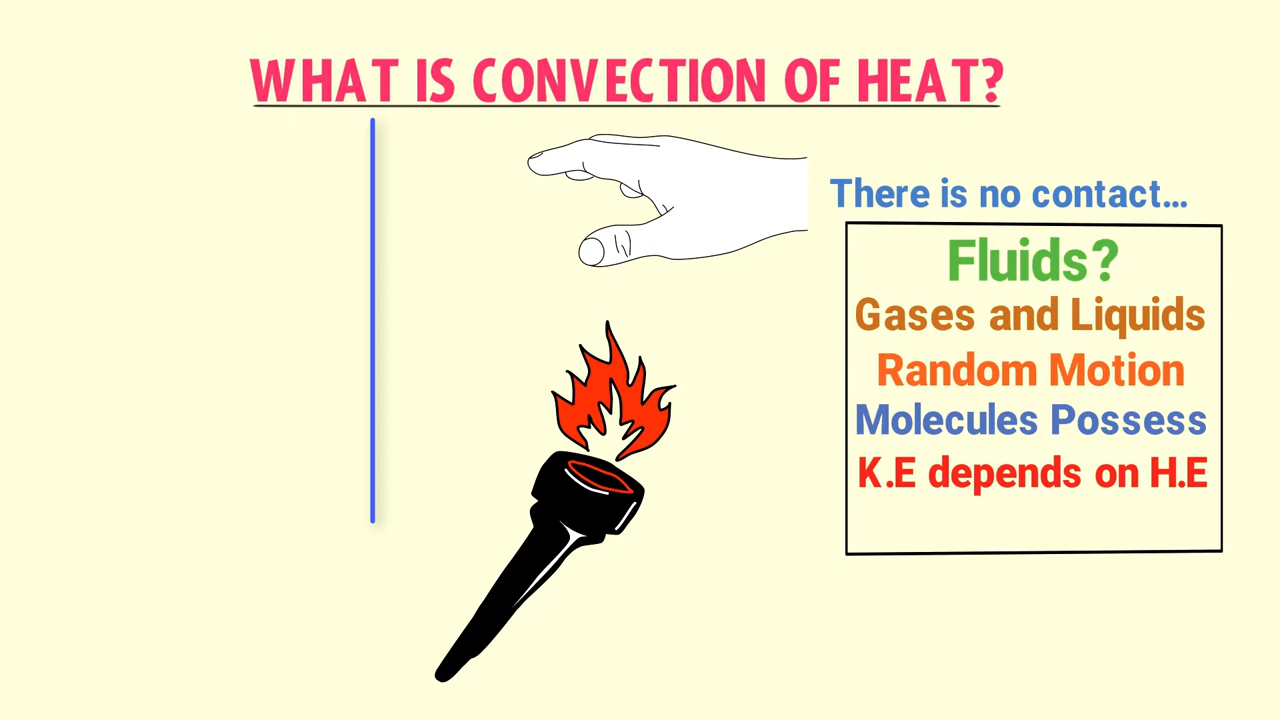 WHAT IS CONVECTION OF HEAT?
There is no contact...
Fluids?
Gases and Liquids
Random Motion
Molecules Possess
K.E depends on H.E